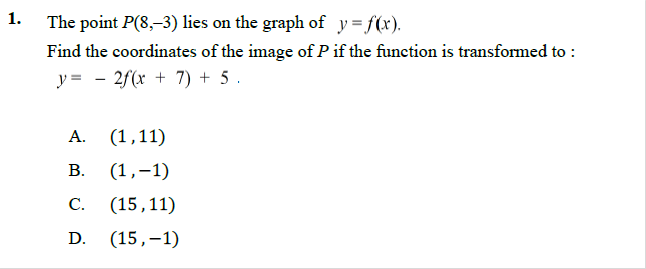 1. The point P(8,–3) lies on the graph of y = f(x).
Find the coordinates of the image of P if the function is transformed to :
y = – 2f(x + 7) + 5 .
A. (1,11)
B. (1,−1)
C. (15,11)
D. (15,−1)